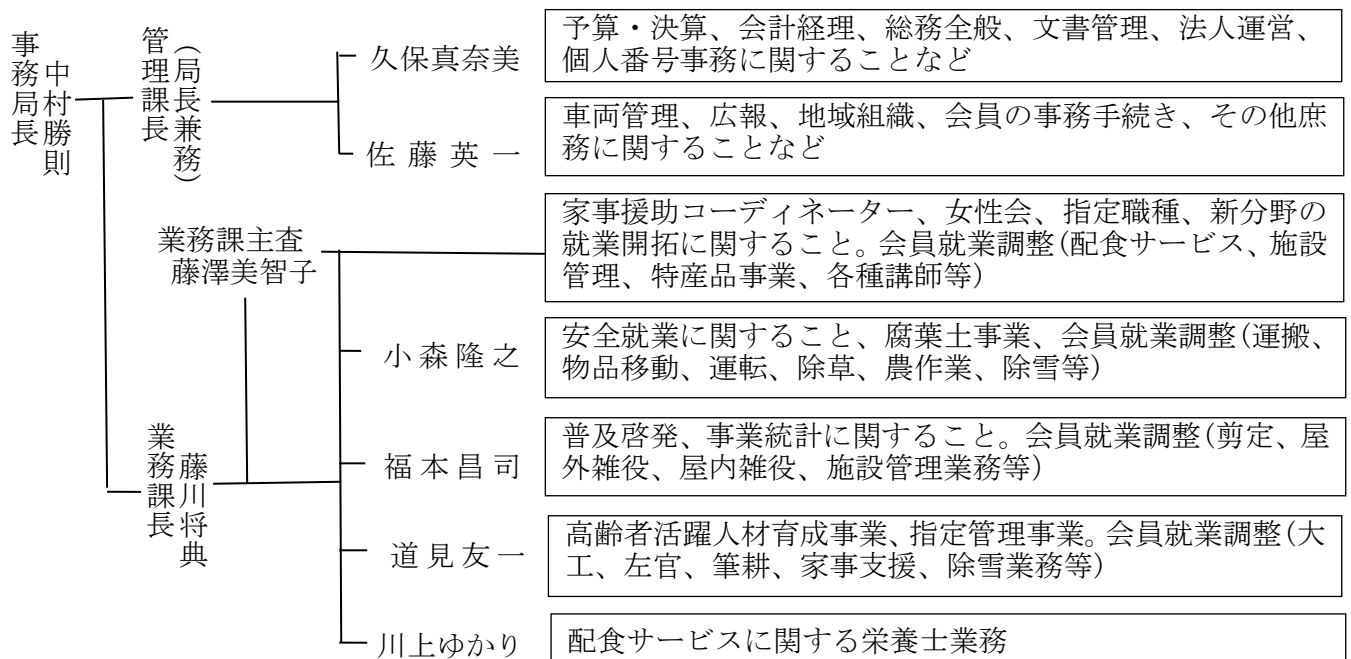 事務局長
中村勝則
管理課長
（局長兼務）
久保真奈美
予算・決算、会計経理、総務全般、文書管理、法人運営、
個人番号事務に関することなど
佐藤英一
車両管理、広報、地域組織、会員の事務手続き、その他庶
務に関することなど
業務課主査
藤澤美智子
家事援助コーディネーター、女性会、指定職種、新分野の
就業開拓に関すること。会員就業調整(配食サービス、施設
管理、特産品事業、各種講師等)
小森隆之
安全就業に関すること、腐葉土事業、会員就業調整(運搬、
物品移動、運転、除草、農作業、除雪等)
業務課長
藤川将典
福本昌司
普及啓発、事業統計に関すること。会員就業調整(剪定、屋
外雑役、屋内雑役、施設管理業務等)
道見友一
高齢者活躍人材育成事業、指定管理事業。会員就業調整(大
工、左官、筆耕、家事支援、除雪業務等)
川上ゆかり
配食サービスに関する栄養士業務